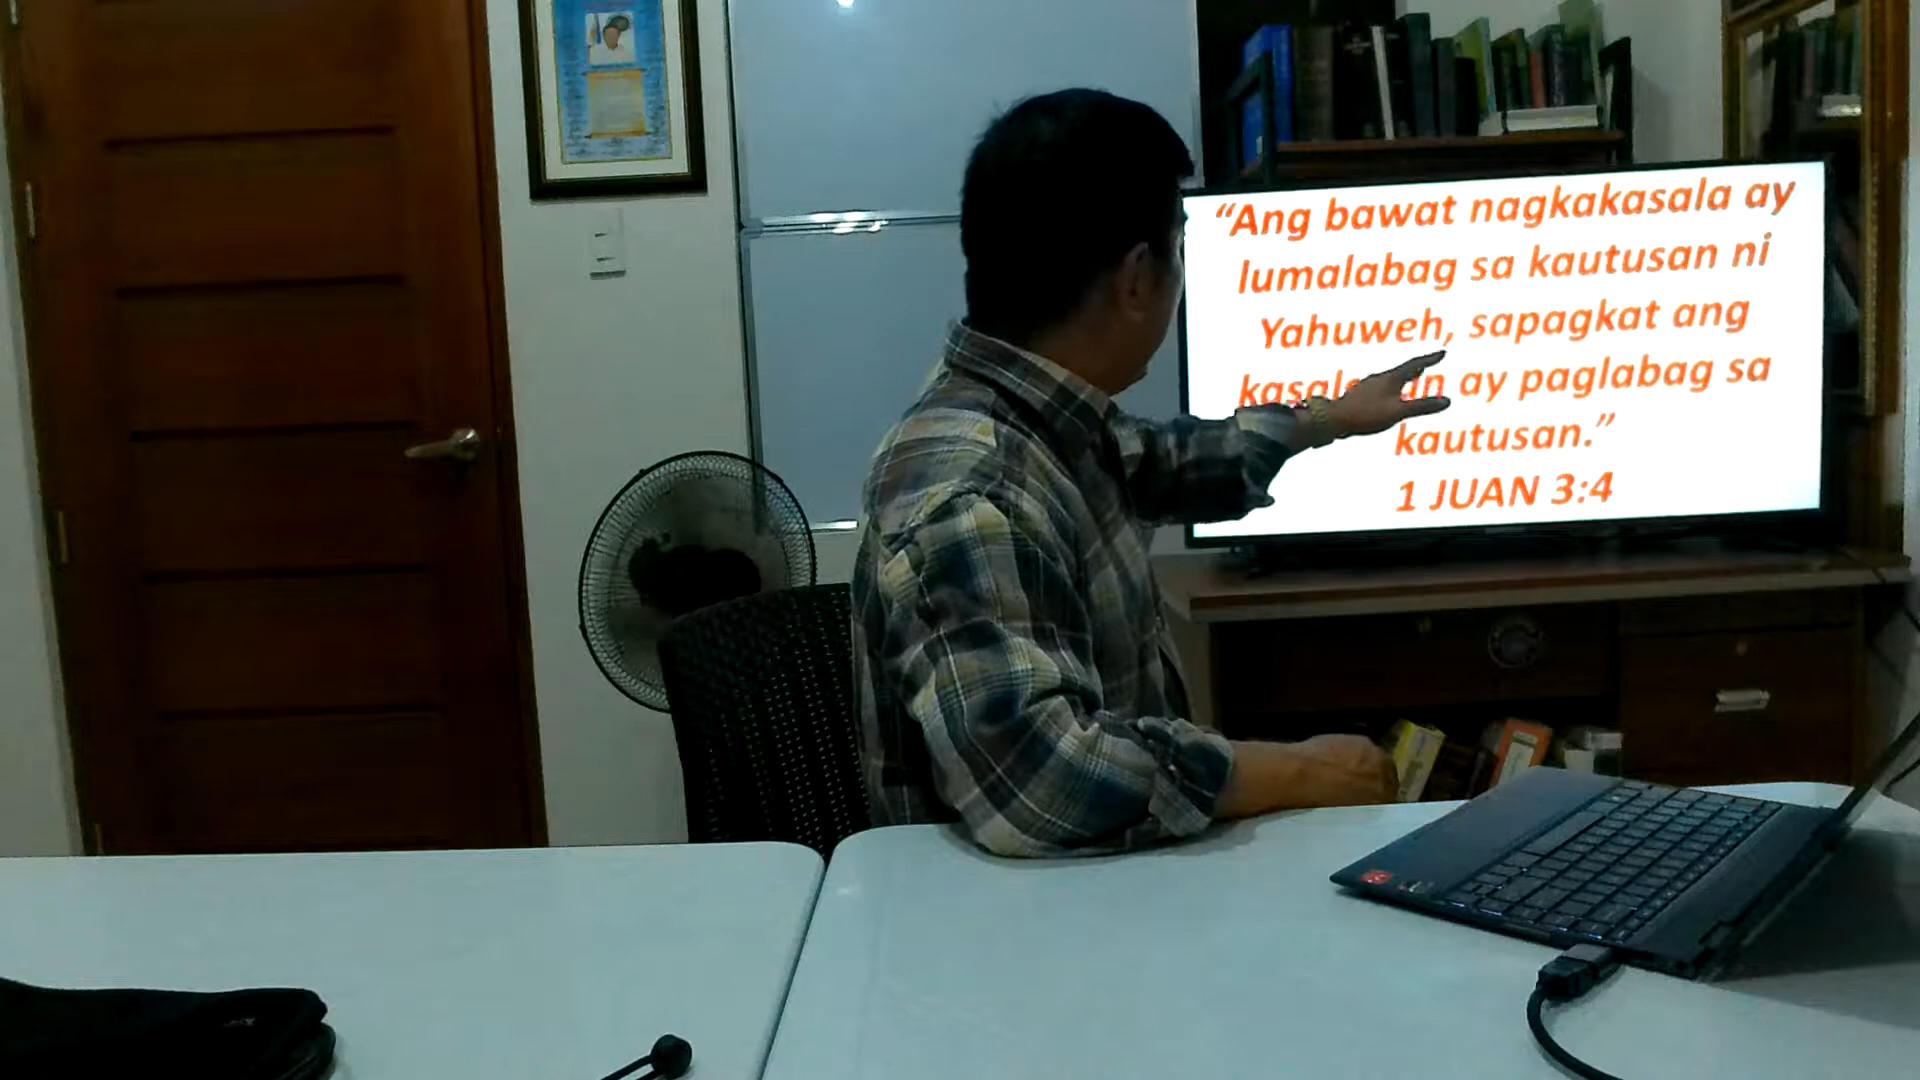 “Ang bawat nagkakasala ay
lumalabag sa kautusan ni
Yahuweh, sapagkat ang
ay paglabag sa
kautusan.”
1 JUAN 3:4